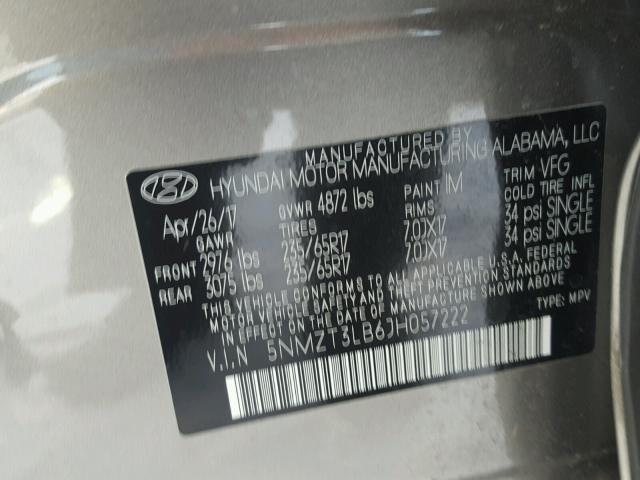 MANUFACTURED BY
HYUNDAI MOTOR MANUFACTURING ALABAMA, LLC
Apr/26/17 GVWR 4872 lbs PAINT IM TRIM VFG
GAWR TIRES RIMS COLD TIRE INFL
FRONT 2976 lbs 235/65R17 7.0JX17 34 psi SINGLE
REAR 3075 lbs 235/65R17 7.0JX17 34 psi SINGLE
THIS VEHICLE CONFORMS TO ALL APPLICABLE U.S.A. FEDERAL
MOTOR VEHICLE SAFETY AND THEFT PREVENTION STANDARDS
IN EFFECT ON THE DATE OF MANUFACTURE SHOWN ABOVE.
V.I.N 5NMZT3LB6JH057222 TYPE: MPV